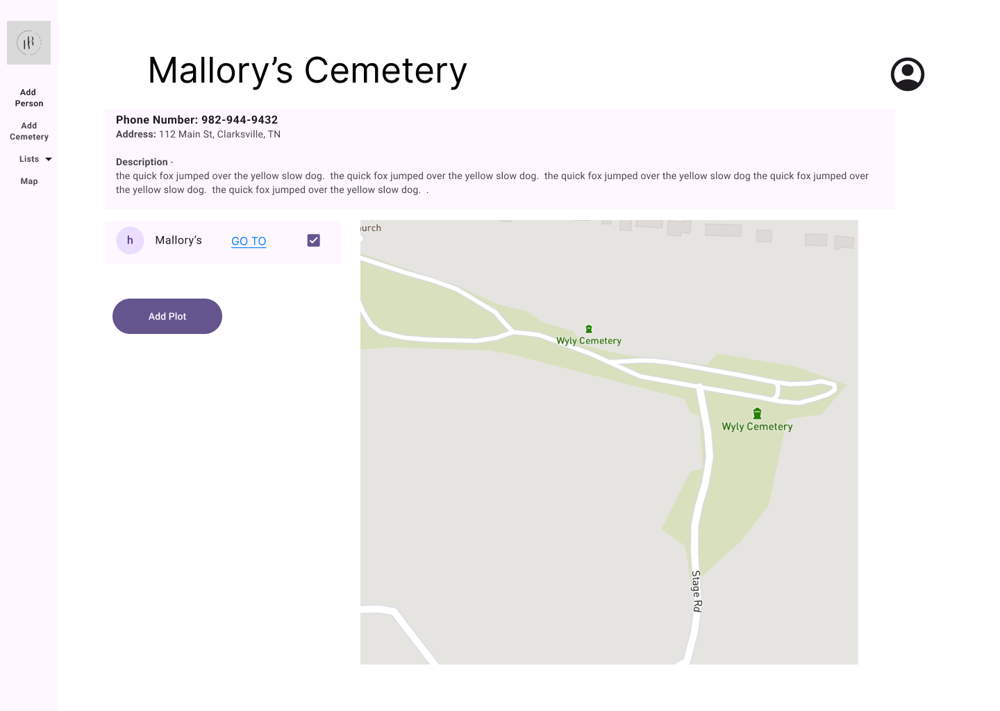 Mallory’s Cemetery
Add
Person
Add
Cemetery
Lists
Map
Phone Number: 982-944-9432
Address: 112 Main St, Clarksville, TN
Description -
the quick fox jumped over the yellow slow dog.  the quick fox jumped over the yellow slow dog.  the quick fox jumped over the yellow slow dog the quick fox jumped over
the yellow slow dog.  the quick fox jumped over the yellow slow dog.  .
h Mallory’s GO TO
Add Plot
urch
Wyly Cemetery
Wyly Cemetery
Stage Rd